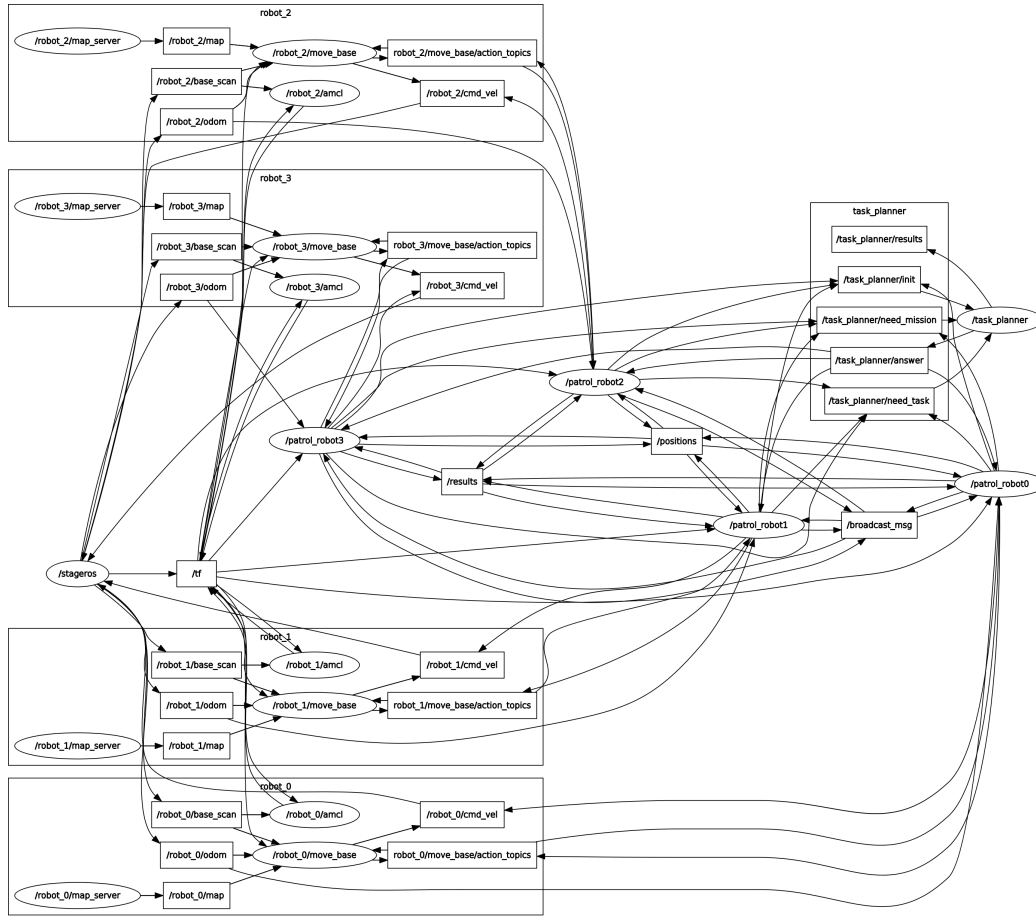 robot_2
/robot_2/map_server
/robot_2/map
/robot_2/move_base
robot_2/move_base/action_topics
/robot_2/base_scan
/robot_2/amcl
/robot_2/cmd_vel
/robot_2/odom
robot_3
/robot_3/map_server
/robot_3/map
/robot_3/base_scan
/robot_3/move_base
robot_3/move_base/action_topics
/robot_3/odom
/robot_3/amcl
/robot_3/cmd_vel
task_planner
/task_planner/results
/task_planner/init
/task_planner/need_mission
/task_planner
/task_planner/answer
/task_planner/need_task
/patrol_robot2
/patrol_robot3
/positions
/results
/patrol_robot0
/patrol_robot1
/broadcast_msg
/stageros
/tf
robot_1
/robot_1/base_scan
/robot_1/amcl
/robot_1/cmd_vel
/robot_1/odom
/robot_1/move_base
robot_1/move_base/action_topics
/robot_1/map_server
/robot_1/map
robot_0
/robot_0/base_scan
/robot_0/amcl
/robot_0/cmd_vel
/robot_0/odom
/robot_0/move_base
robot_0/move_base/action_topics
/robot_0/map_server
/robot_0/map